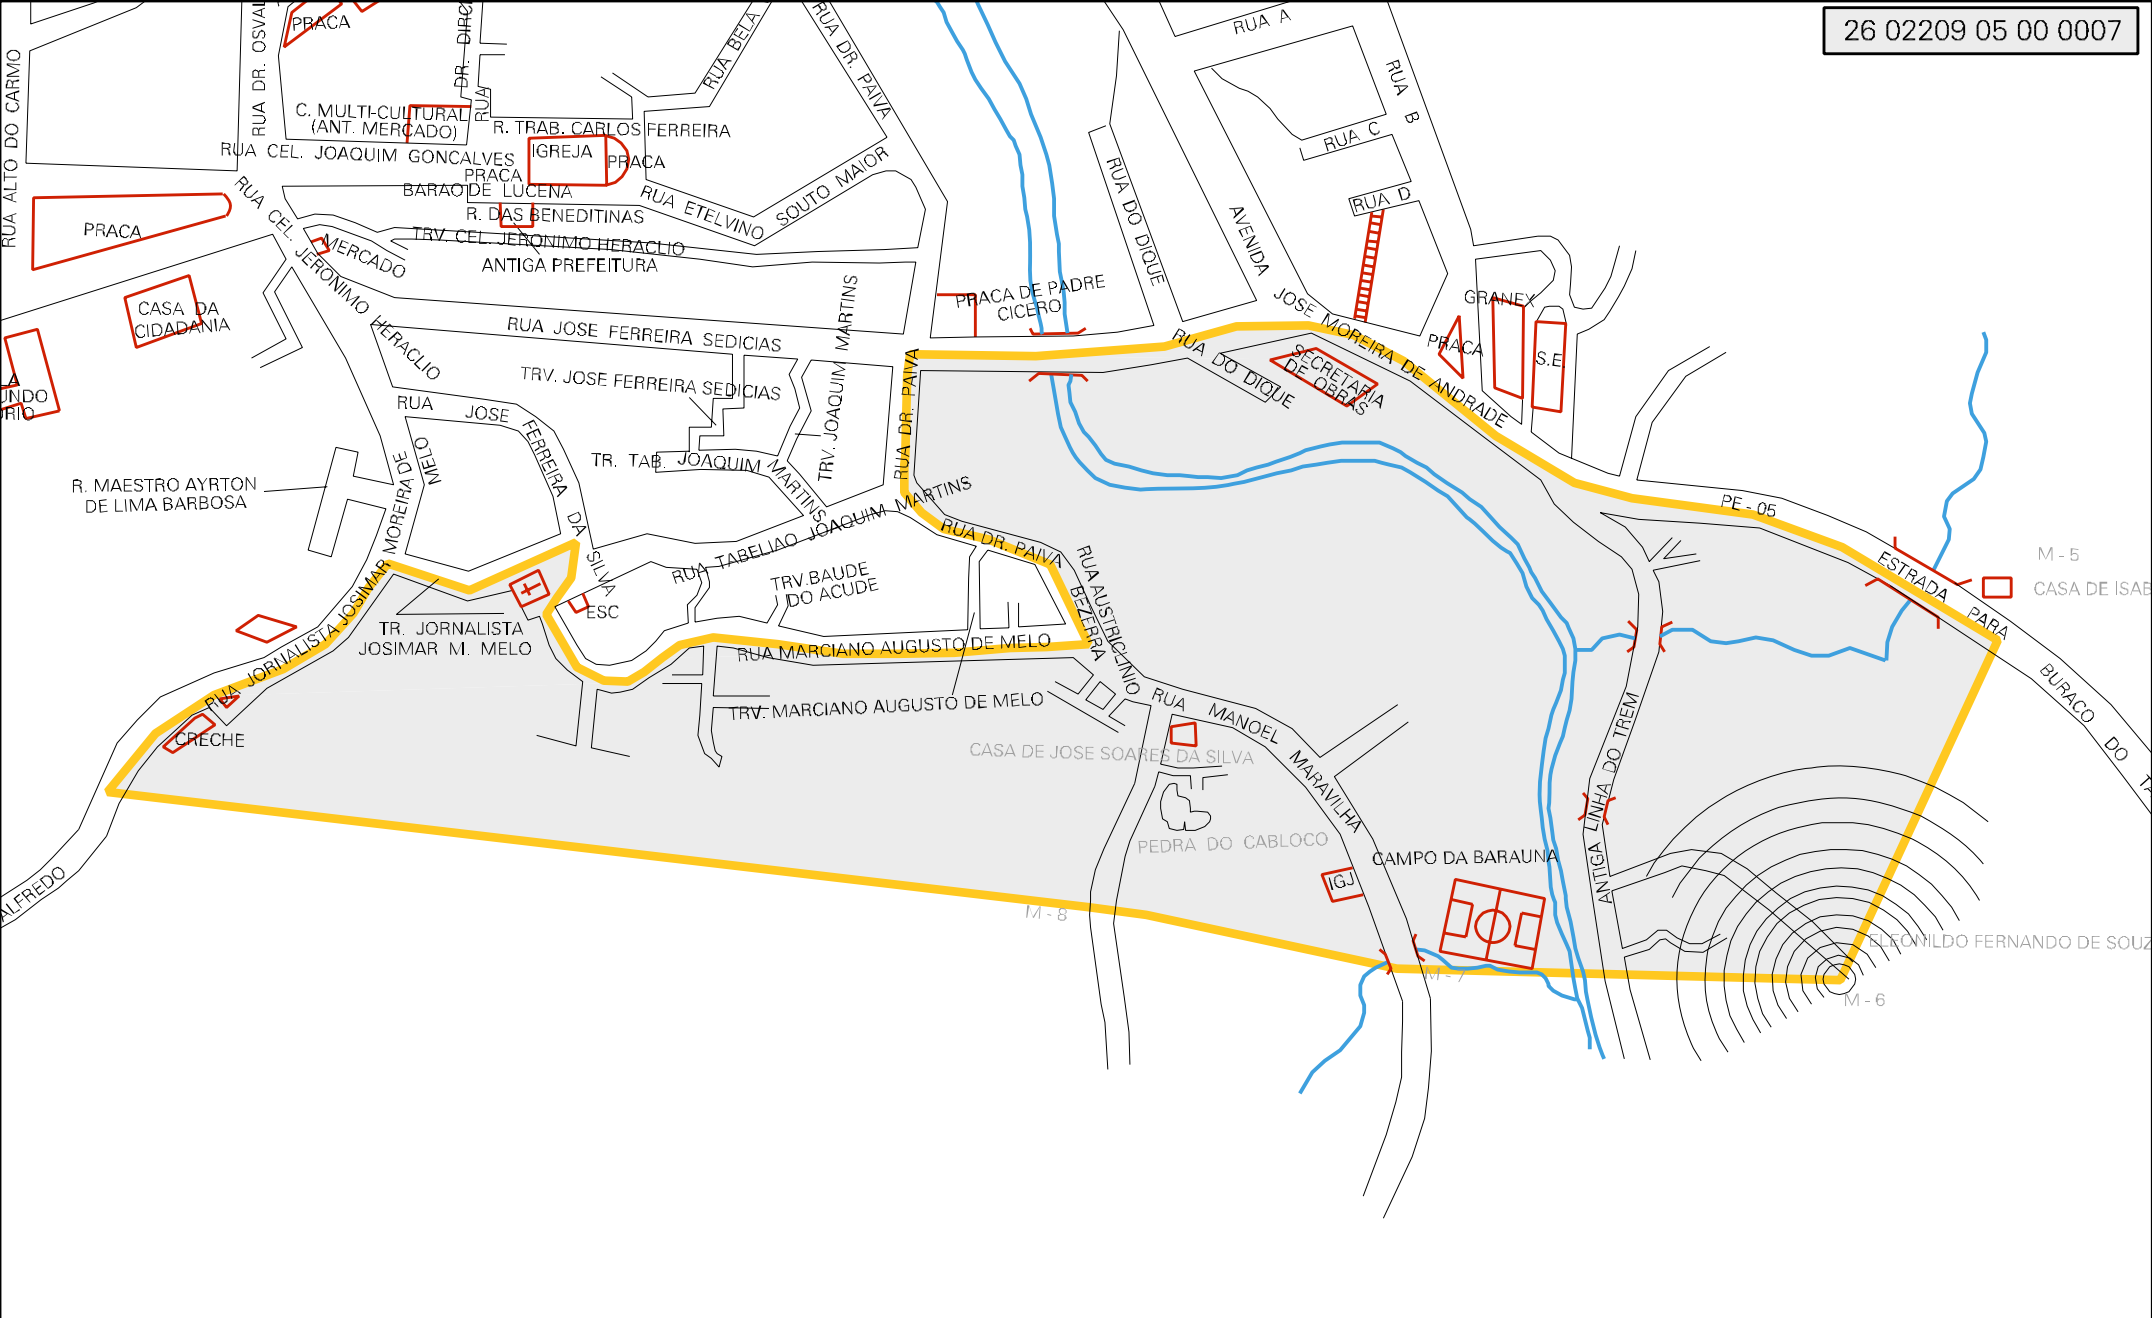 26 02209 05 00 0007
PRACA
RUA DR. OSVAL
DR. DIRC
RUA
RUA BELA
RUA DR. PAIVA
RUA A
RUA B
RUA C
RUA D
RUA ALTO DO CARMO
C. MULTI-CULTURAL
(ANT. MERCADO)
R. TRAB. CARLOS FERREIRA
RUA CEL. JOAQUIM GONCALVES
IGREJA
PRACA
PRACA
BARAO DE LUCENA
R. DAS BENEDITINAS
RUA ETELVINO SOUTO MAIOR
TRV. CEL. JERONIMO HERACLIO
ANTIGA PREFEITURA
PRACA
RUA CEL. JERONIMO HERACLIO
MERCADO
CASA DA
CIDADANIA
LA
UNDO
ORIO
RUA DO DIQUE
AVENIDA JOSE MOREIRA DE ANDRADE
PRACA DE PADRE
CICERO
GRANEX
PRACA
S.E.
RUA JOSE FERREIRA SEDICIAS
TRV. JOSE FERREIRA SEDICIAS
TRV. JOAQUIM MARTINS
RUA DR. PAIVA
RUA DO DIQUE
SECRETARIA
DE OBRAS
RUA JOSE FERREIRA DA SILVA
TR. TAB. JOAQUIM MARTINS
R. MAESTRO AYRTON
DE LIMA BARBOSA
RUA TABELIAO JOAQUIM MARTINS
RUA DR. PAIVA
PE - 05
ESTRADA PARA BURACO DO TA
M - 5
CASA DE ISAB
RUA AUSTRICLINIO
BEZERRA
TRV.BAUDE
DO ACUDE
ESC
RUA JORNALISTA JOSIMAR MOREIRA DE
MELO
TR. JORNALISTA
JOSIMAR M. MELO
RUA MARCIANO AUGUSTO DE MELO
TRV. MARCIANO AUGUSTO DE MELO
CRECHE
RUA MANOEL MARAVILHA
CASA DE JOSE SOARES DA SILVA
PEDRA DO CABLOCO
ANTIGA LINHA DO TREM
CAMPO DA BARAUNA
IGJ
ALFREDO
M - 8
M - 7
ELEONILDO FERNANDO DE SOUZ
M - 6